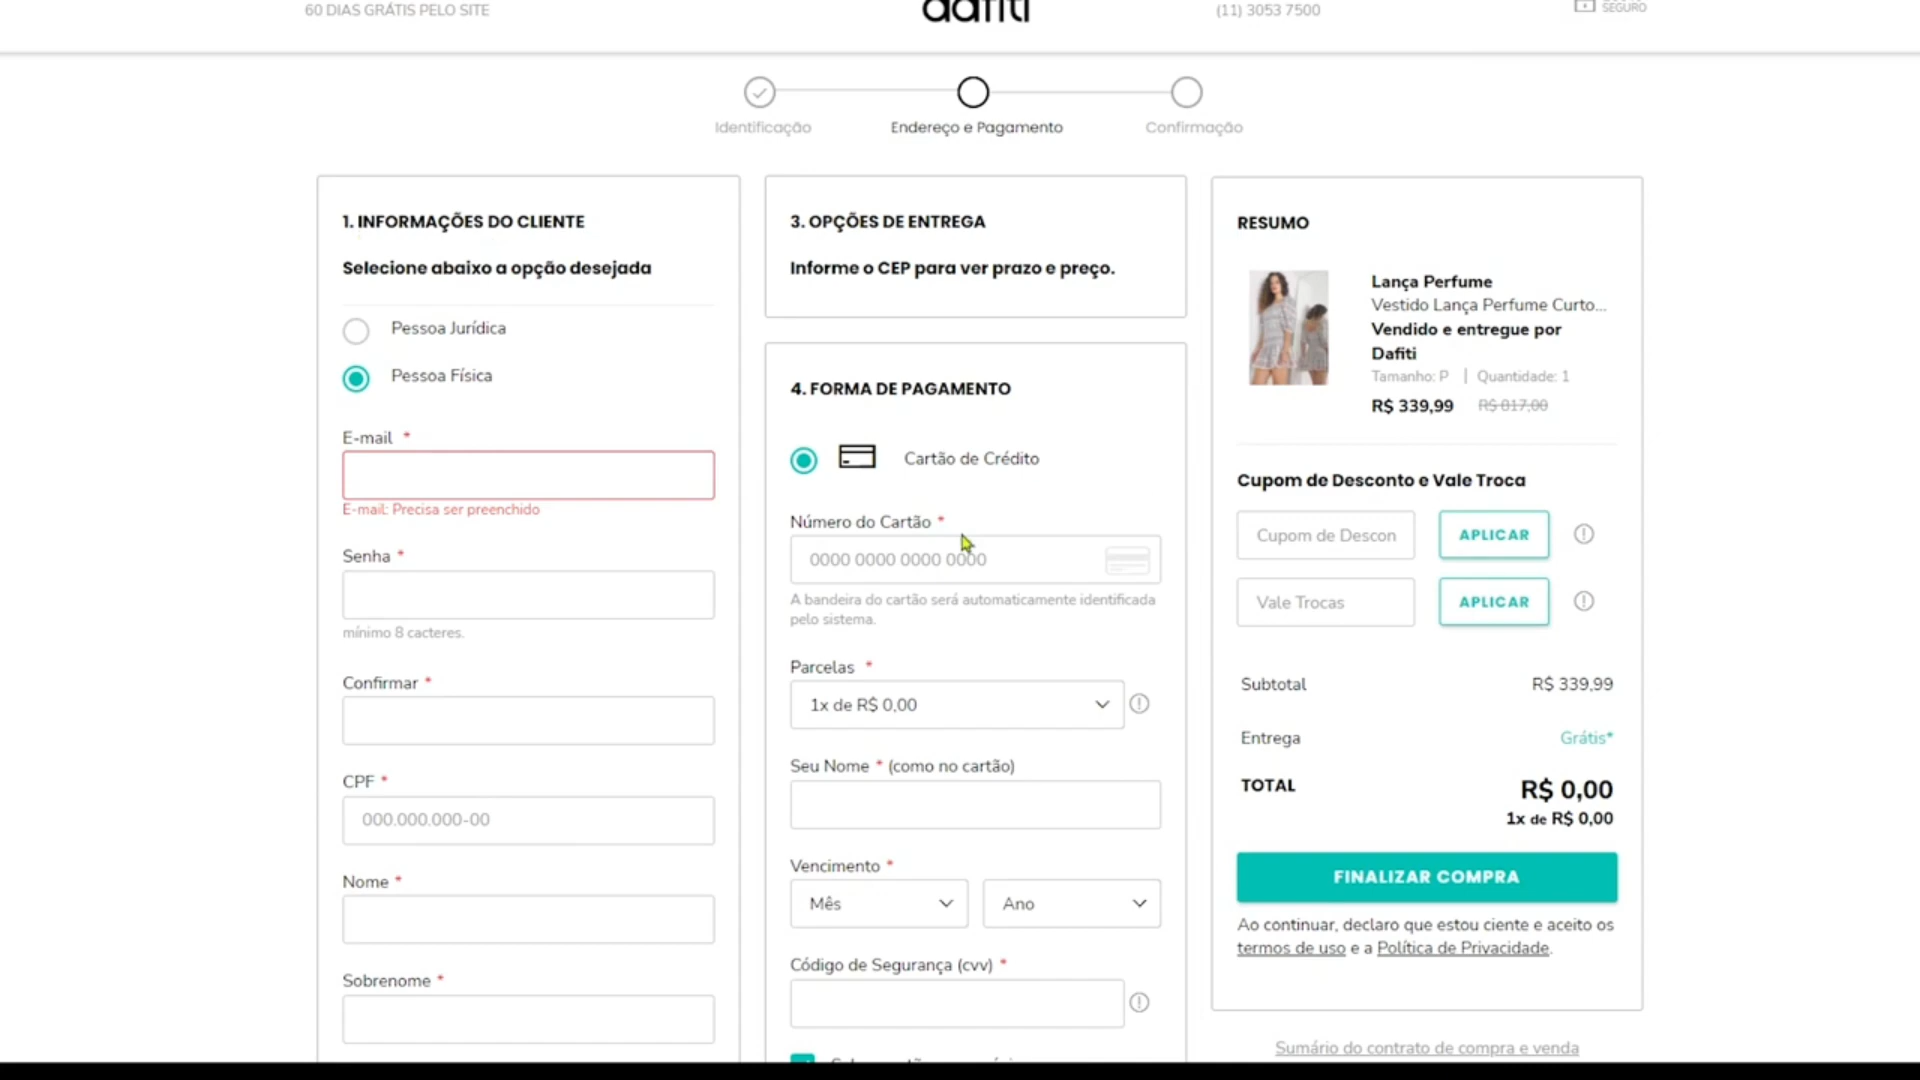 60 DIAS GRÁTIS PELO SITE
dafiti
(11) 3053 7500
SEGURO
Identificação
Endereço e Pagamento
Confirmação
1. INFORMAÇÕES DO CLIENTE
Selecione abaixo a opção desejada
Pessoa Jurídica
Pessoa Física
E-mail *
E-mail: Precisa ser preenchido
Senha *
mínimo 8 cacteres.
Confirmar *
CPF *
000.000.000-00
Nome *
Sobrenome *
3. OPÇÕES DE ENTREGA
Informe o CEP para ver prazo e preço.
4. FORMA DE PAGAMENTO
Cartão de Crédito
Número do Cartão *
0000 0000 0000 0000
A bandeira do cartão será automaticamente identificada
pelo sistema.
Parcelas *
1x de R$ 0,00
Seu Nome * (como no cartão)
Vencimento *
Mês
Ano
Código de Segurança (cvv) *
RESUMO
Lança Perfume
Vestido Lança Perfume Curto...
Vendido e entregue por
Dafiti
Tamanho: P | Quantidade: 1
R$ 339,99 R$ 817,00
Cupom de Desconto e Vale Troca
Cupom de Descon
APLICAR
Vale Trocas
APLICAR
Subtotal R$ 339,99
Entrega Grátis*
TOTAL R$ 0,00
1x de R$ 0,00
FINALIZAR COMPRA
Ao continuar, declaro que estou ciente e aceito os
termos de uso e a Política de Privacidade.
Sumário do contrato de compra e venda